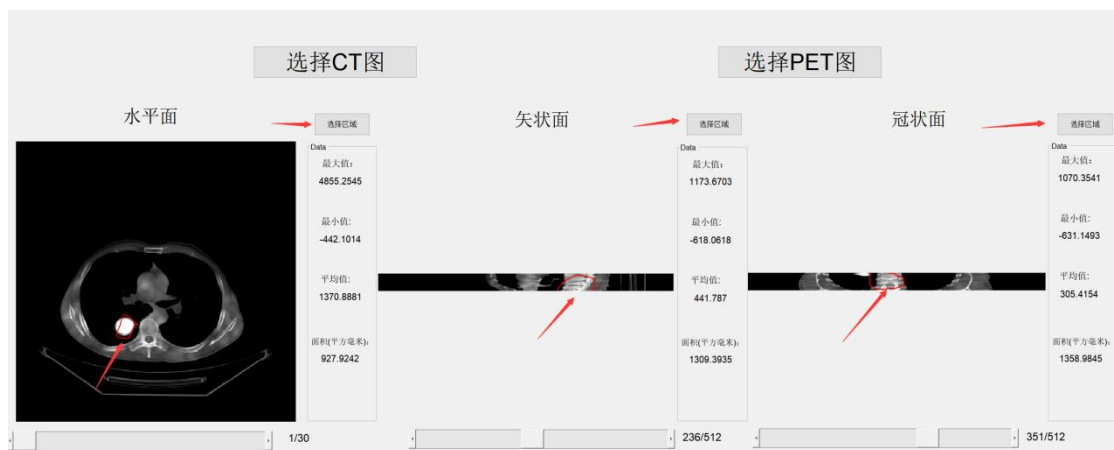 选择CT图
选择PET图
水平面
选择区域
Data
最大值:
4855.2545
最小值:
-442.1014
平均值:
1370.8881
面积(平方毫米):
927.9242
1/30
矢状面
选择区域
Data
最大值:
1173.6703
最小值:
-618.0618
平均值:
441.787
面积(平方毫米):
1309.3935
236/512
冠状面
选择区域
Data
最大值:
1070.3541
最小值:
-631.1493
平均值:
305.4154
面积(平方毫米):
1358.9845
351/512